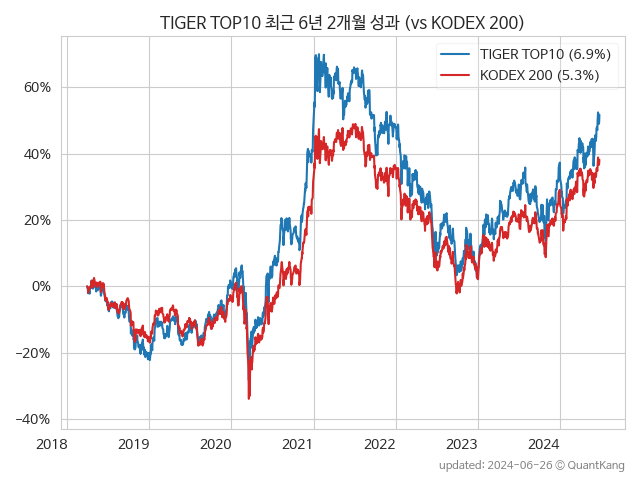 TIGER TOP10 최근 6년 2개월 성과 (vs KODEX 200)
TIGER TOP10 (6.9%)
KODEX 200 (5.3%)
60%
40%
20%
0%
−20%
−40%
2018 2019 2020 2021 2022 2023 2024
updated: 2024-06-26 ⓒ QuantKang